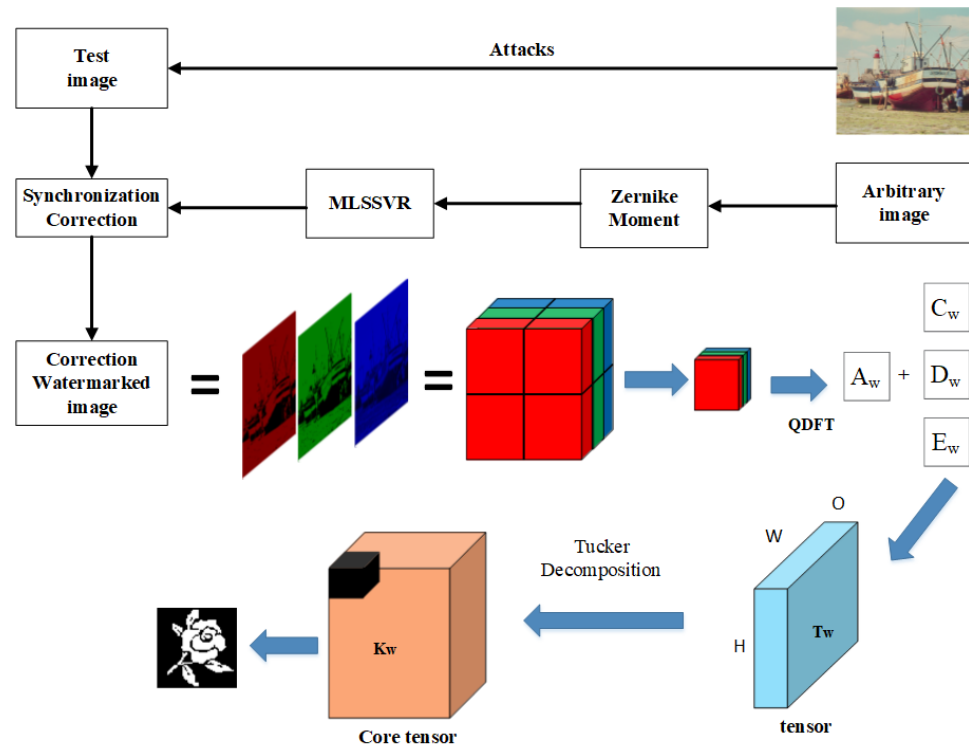 Attacks
Test
image
Synchronization
Correction
MLSSVR
Zernike
Moment
Arbitrary
image
Correction
Watermarked
image
=
=
QDFT
Aw + 
Cw
Dw
Ew
O
W
H
Tw
tensor
Tucker
Decomposition
Kw
Core tensor